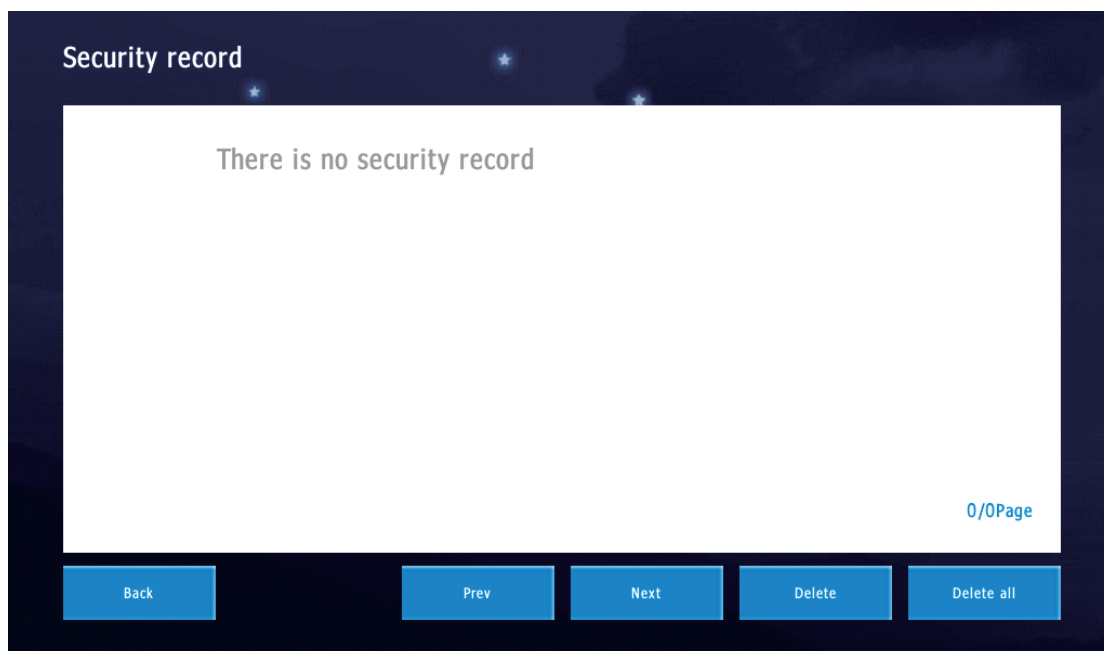 Security record
There is no security record
0/0Page
Back
Prev
Next
Delete
Delete all